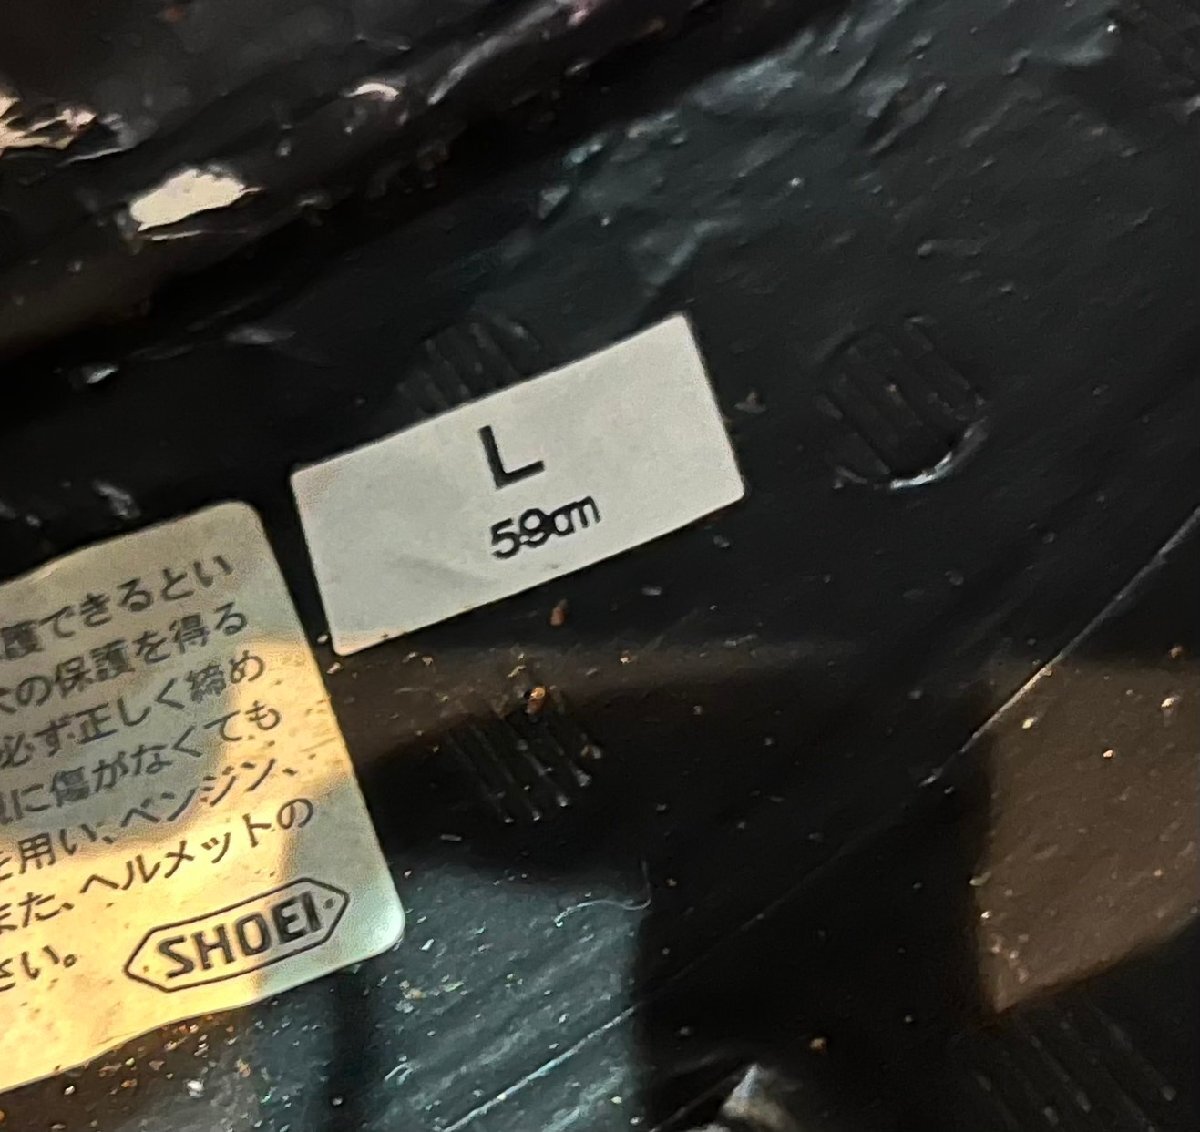 L
59cm
護できるとい
の保護を得る
必ず正しく締め
に傷がなくても
用い、ベンジン、
また、ヘルメットの
さい。
SHOEI